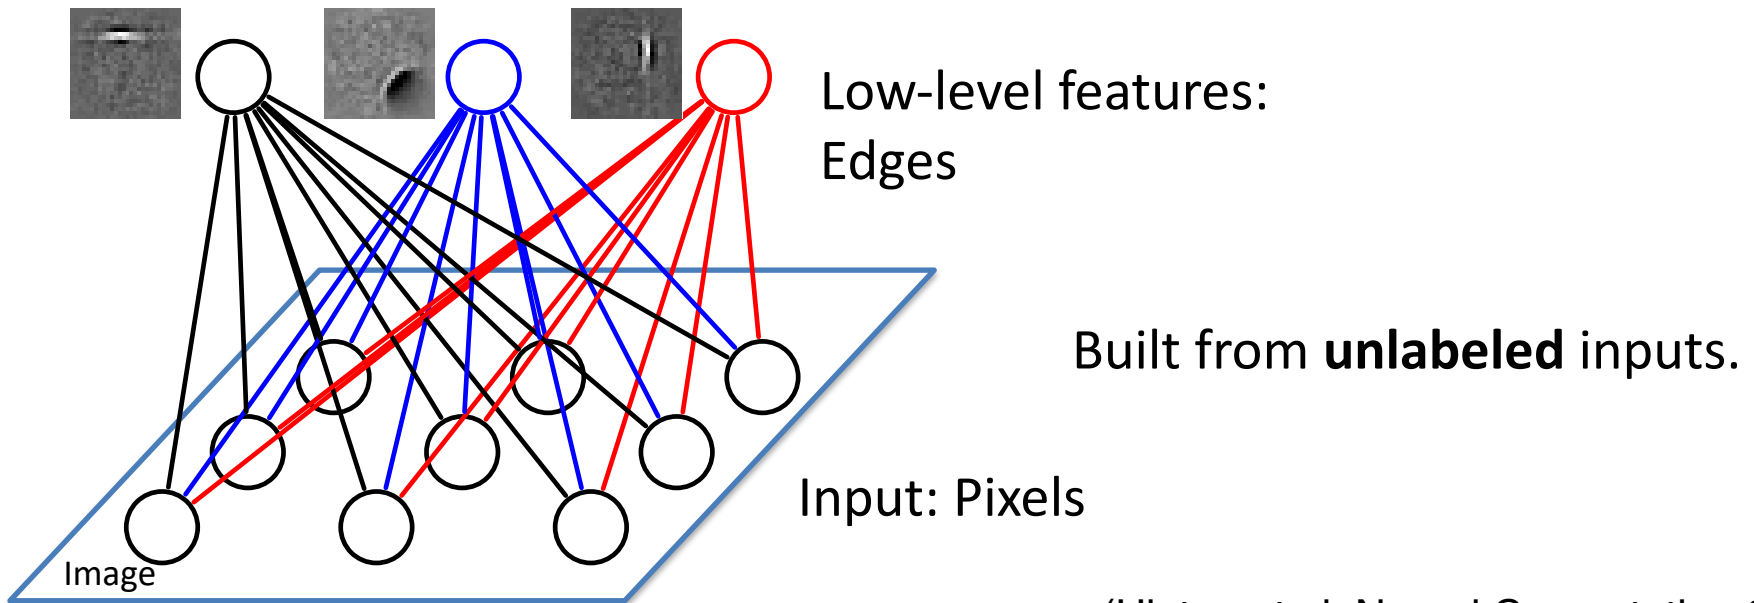 Low-level features:
Edges
Built from unlabeled inputs.
Input: Pixels
Image